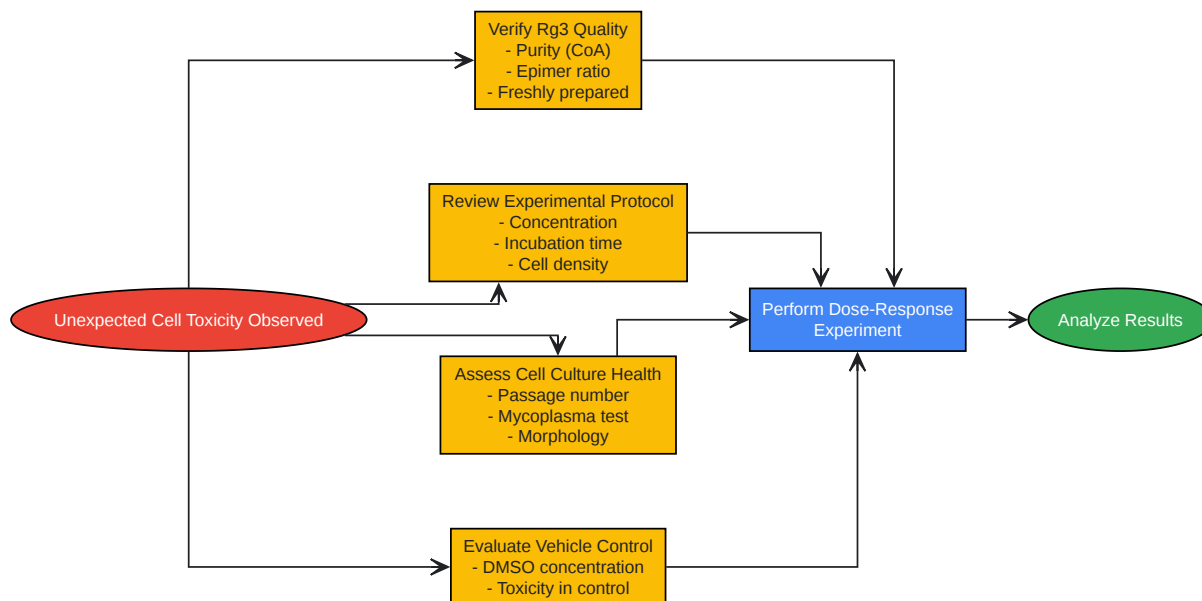 Verify Rg3 Quality
- Purity (CoA)
- Epimer ratio
- Freshly prepared
Review Experimental Protocol
- Concentration
- Incubation time
- Cell density
Unexpected Cell Toxicity Observed
Perform Dose-Response
Experiment
Analyze Results
Assess Cell Culture Health
- Passage number
- Mycoplasma test
- Morphology
Evaluate Vehicle Control
- DMSO concentration
- Toxicity in control